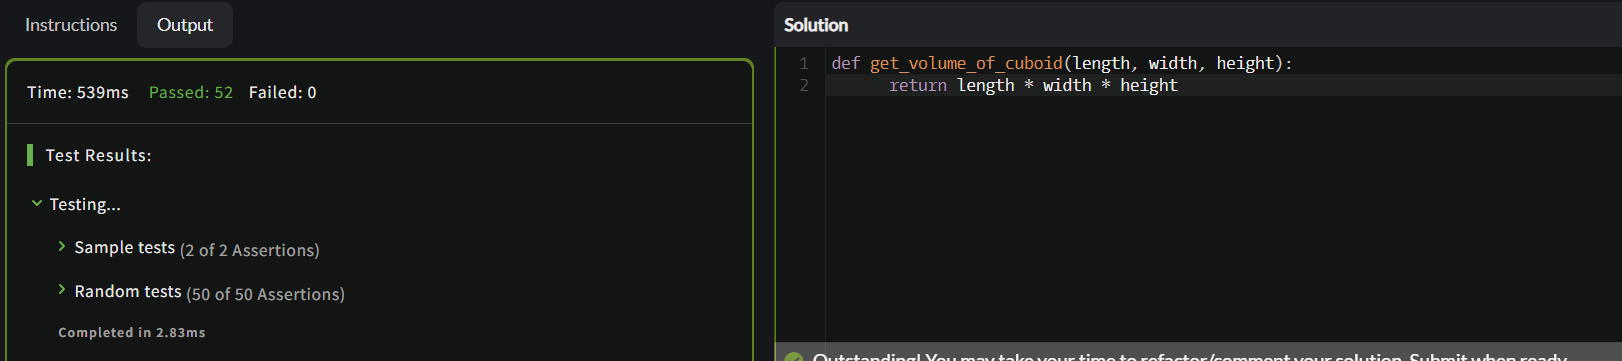 Instructions Output
Time: 539ms Passed: 52 Failed: 0
Test Results:
Testing...
Sample tests (2 of 2 Assertions)
Random tests (50 of 50 Assertions)
Completed in 2.83ms
Solution
1 def get_volume_of_cuboid(length, width, height):
2 return length * width * height
Outstanding! You may take your time to refactor/comment your solution. Submit when ready.